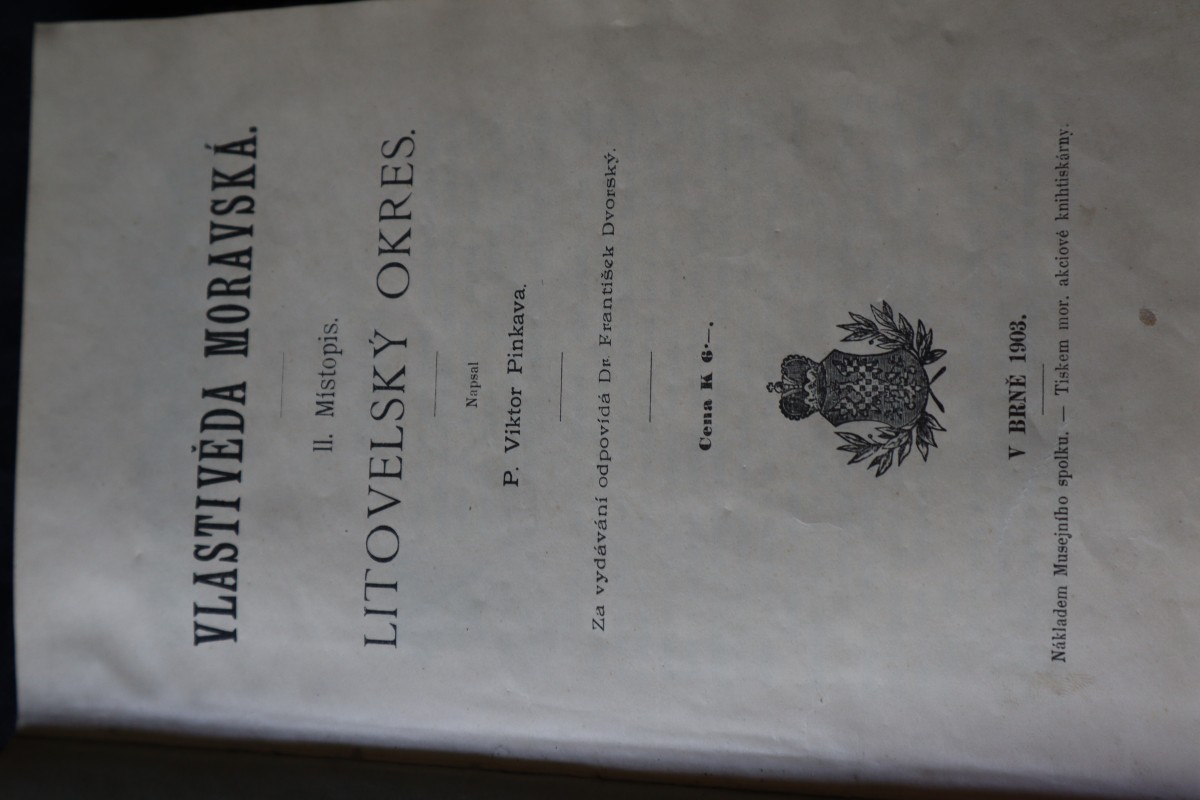 VLASTIVĚDA MORAVSKÁ.
II. Místopis.
LITOVELSKÝ OKRES.
Napsal
P. Viktor Pinkava.
Za vydávání odpovídá Dr. František Dvorský.
Cena K 6·—.
V BRNĚ 1903.
Nákladem Musejního spolku. — Tiskem mor. akciové knihtiskárny.